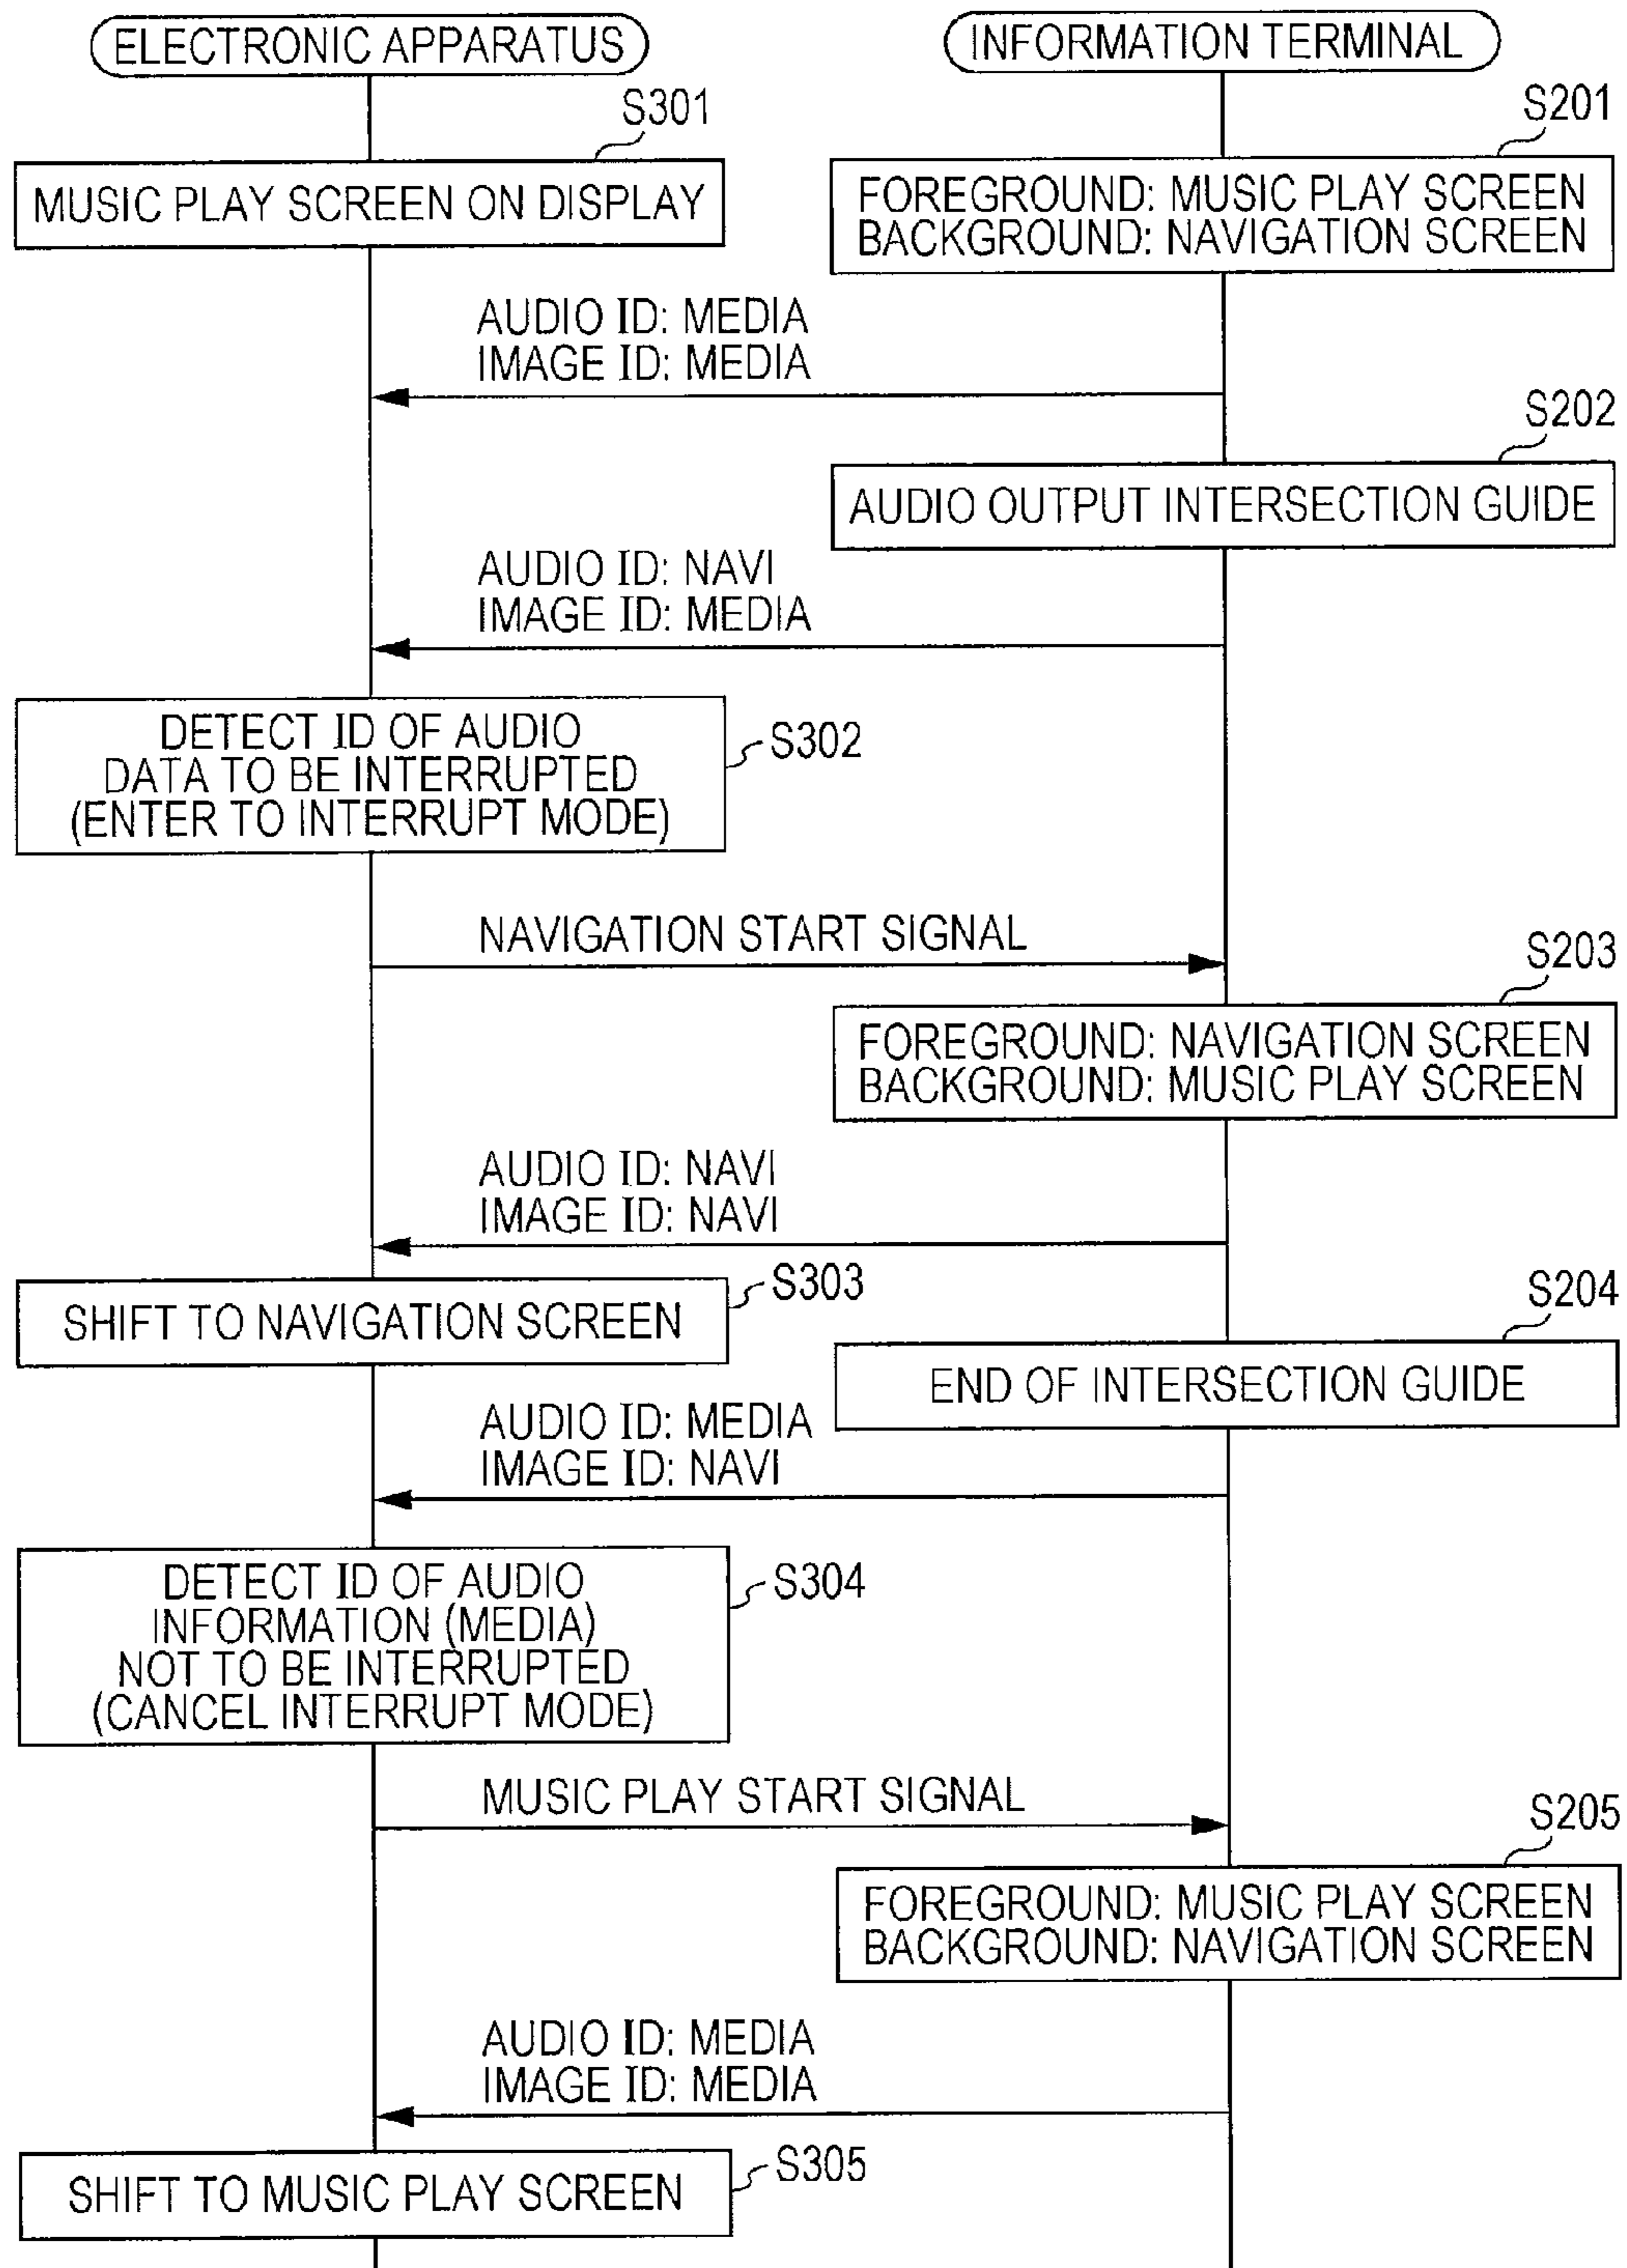 ELECTRONIC APPARATUS
INFORMATION TERMINAL
S301
S201
MUSIC PLAY SCREEN ON DISPLAY
FOREGROUND: MUSIC PLAY SCREEN
BACKGROUND: NAVIGATION SCREEN
AUDIO ID: MEDIA
IMAGE ID: MEDIA
S202
AUDIO OUTPUT INTERSECTION GUIDE
AUDIO ID: NAVI
IMAGE ID: MEDIA
DETECT ID OF AUDIO
DATA TO BE INTERRUPTED
(ENTER TO INTERRUPT MODE)
S302
NAVIGATION START SIGNAL
S203
FOREGROUND: NAVIGATION SCREEN
BACKGROUND: MUSIC PLAY SCREEN
AUDIO ID: NAVI
IMAGE ID: NAVI
S303
SHIFT TO NAVIGATION SCREEN
S204
END OF INTERSECTION GUIDE
AUDIO ID: MEDIA
IMAGE ID: NAVI
DETECT ID OF AUDIO
INFORMATION (MEDIA)
NOT TO BE INTERRUPTED
(CANCEL INTERRUPT MODE)
S304
MUSIC PLAY START SIGNAL
S205
FOREGROUND: MUSIC PLAY SCREEN
BACKGROUND: NAVIGATION SCREEN
AUDIO ID: MEDIA
IMAGE ID: MEDIA
S305
SHIFT TO MUSIC PLAY SCREEN